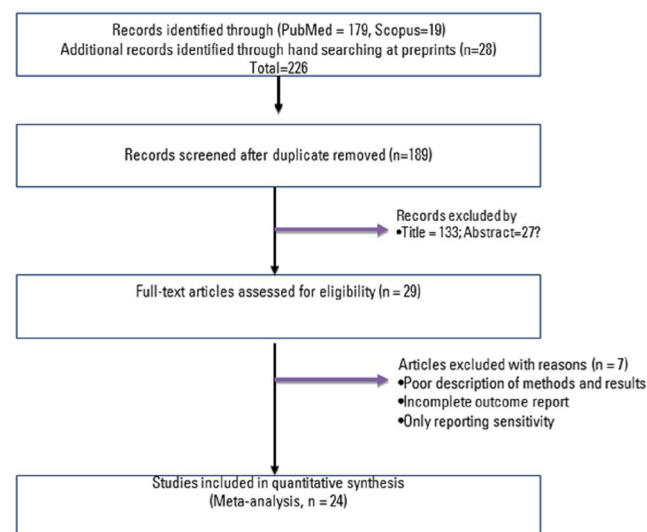 Records identified through (PubMed = 179, Scopus=19)
Additional records identified through hand searching at preprints (n=28)
Total=226
Records screened after duplicate removed (n=189)
Records excluded by
•Title = 133; Abstract=27?
Full-text articles assessed for eligibility (n = 29)
Articles excluded with reasons (n = 7)
•Poor description of methods and results
•Incomplete outcome report
•Only reporting sensitivity
Studies included in quantitative synthesis
(Meta-analysis, n = 24)